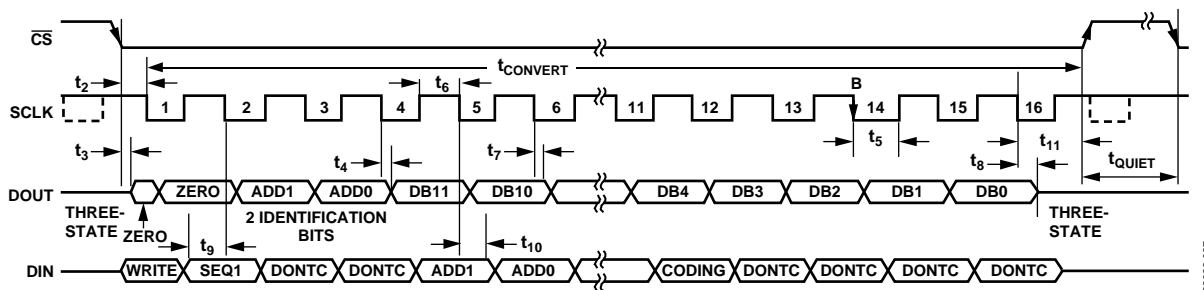 CS
tCONVERT
t2
t6
B
SCLK
1 2 3 4 5 6 11 12 13 14 15 16
t3
t4
t7
t5
t8
t11
tQUIET
DOUT
ZERO ADD1 ADD0 DB11 DB10 DB4 DB3 DB2 DB1 DB0
THREE-
STATE
ZERO
2 IDENTIFICATION
BITS
THREE-
STATE
t9
t10
DIN
WRITE SEQ1 DONTC DONTC ADD1 ADD0 CODING DONTC DONTC DONTC DONTC